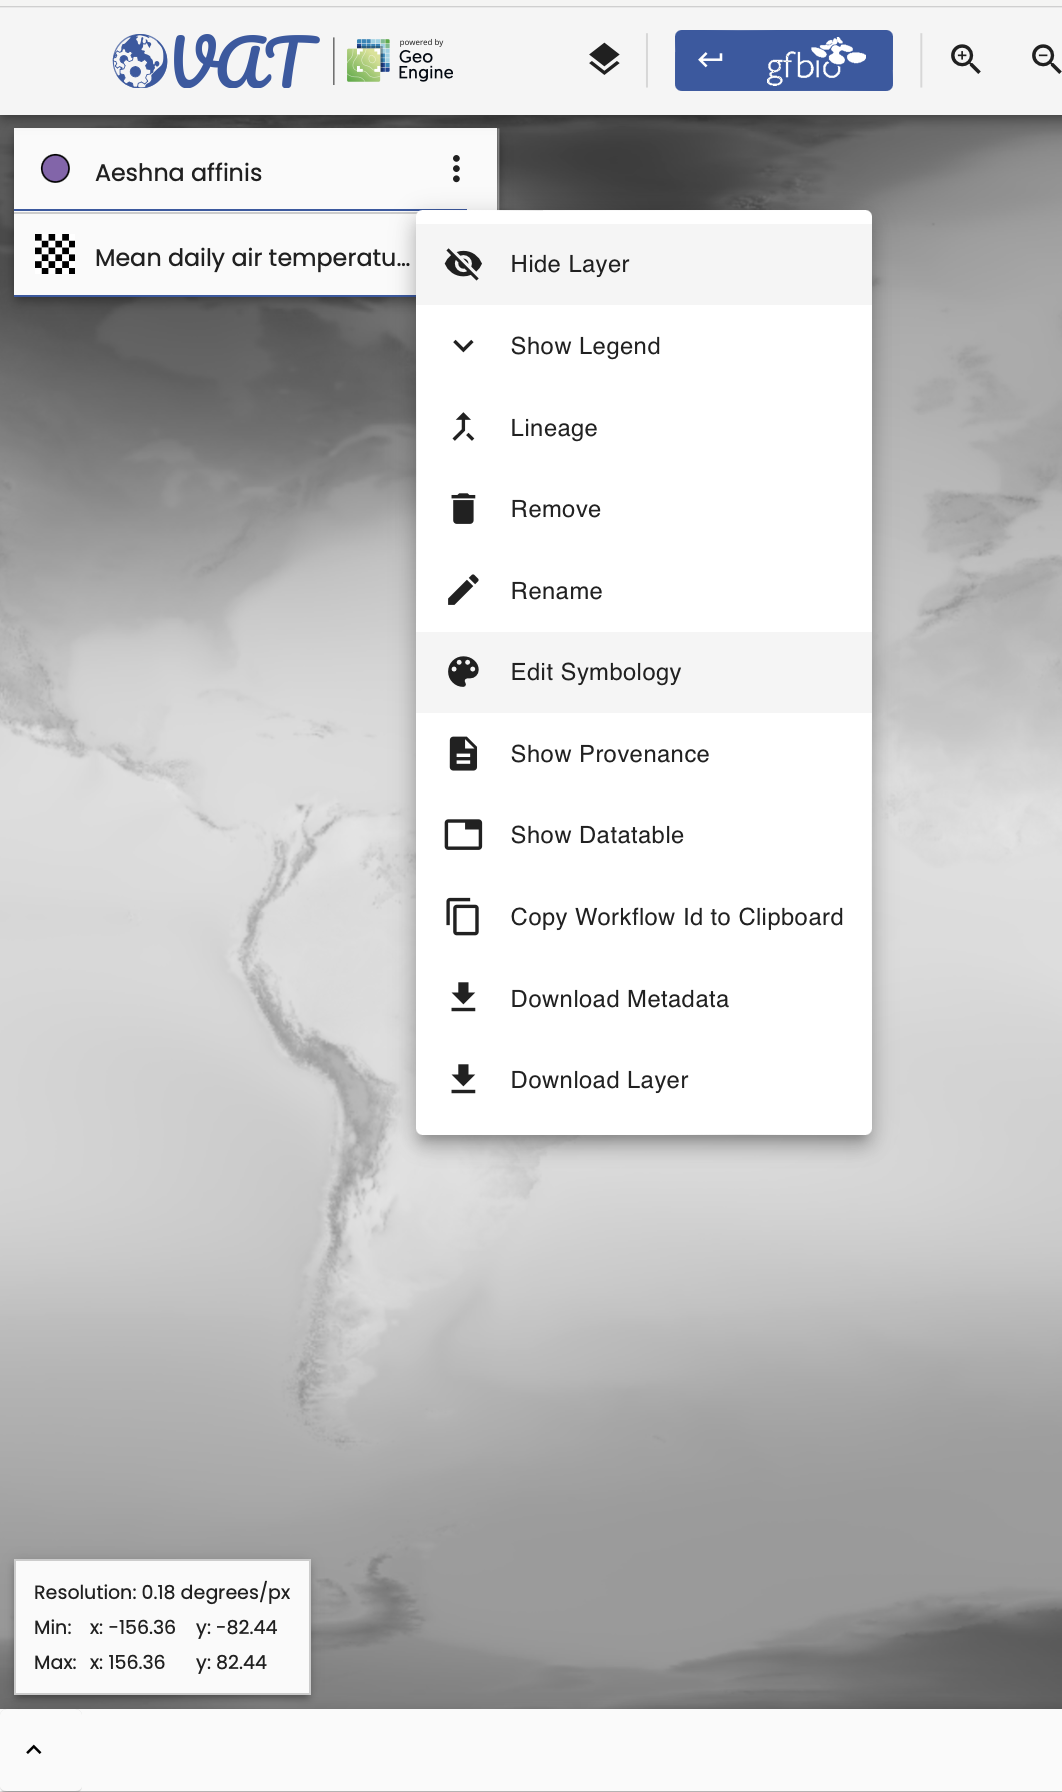 VAT
powered by
Geo
Engine
gfbio
Aeshna affinis
Mean daily air temperatu...
Hide Layer
Show Legend
Lineage
Remove
Rename
Edit Symbology
Show Provenance
Show Datatable
Copy Workflow Id to Clipboard
Download Metadata
Download Layer
Resolution: 0.18 degrees/px
Min: x: -156.36 y: -82.44
Max: x: 156.36 y: 82.44